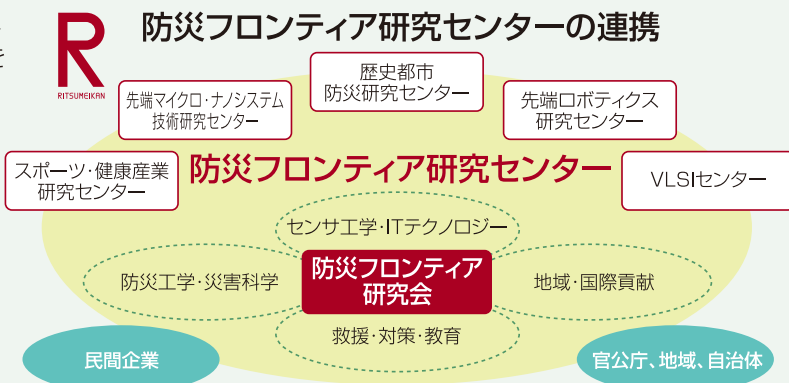 防災フロンティア研究センターの連携
を
R
RITSUMEIKAN
歴史都市
防災研究センター
先端マイクロ・ナノシステム
技術研究センター
先端ロボティクス
研究センター
スポーツ・健康産業
研究センター
防災フロンティア研究センター
VLSIセンター
センサ工学・ITテクノロジー
防災工学・災害科学
防災フロンティア
研究会
地域・国際貢献
救援・対策・教育
民間企業
官公庁、地域、自治体